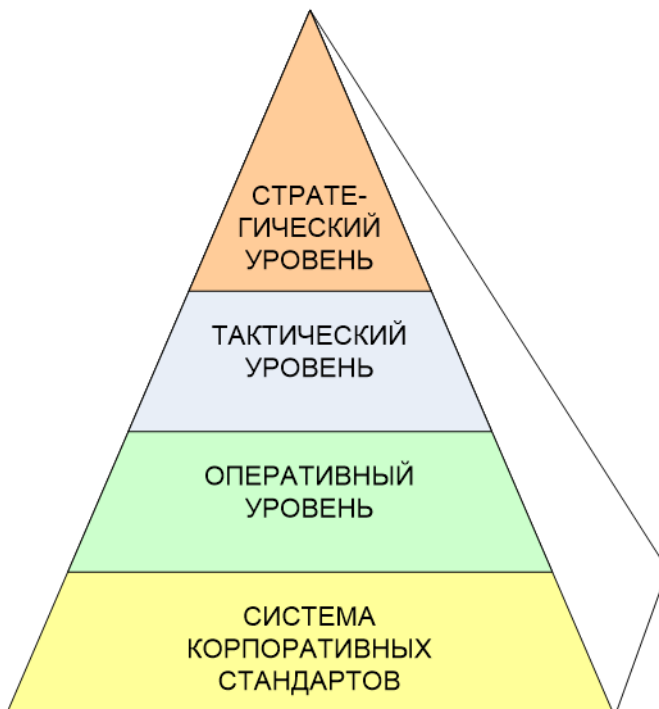 СТРАТЕ-
ГИЧЕСКИЙ
УРОВЕНЬ
ТАКТИЧЕСКИЙ
УРОВЕНЬ
ОПЕРАТИВНЫЙ
УРОВЕНЬ
СИСТЕМА
КОРПОРАТИВНЫХ
СТАНДАРТОВ